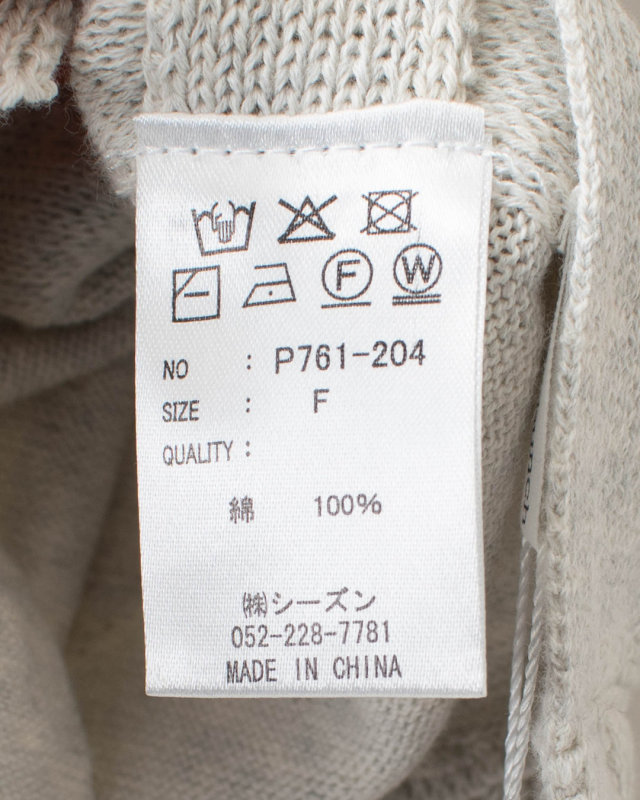 F W
NO : P761-204
SIZE : F
QUALITY :
綿 100%
㈱シーズン
052-228-7781
MADE IN CHINA